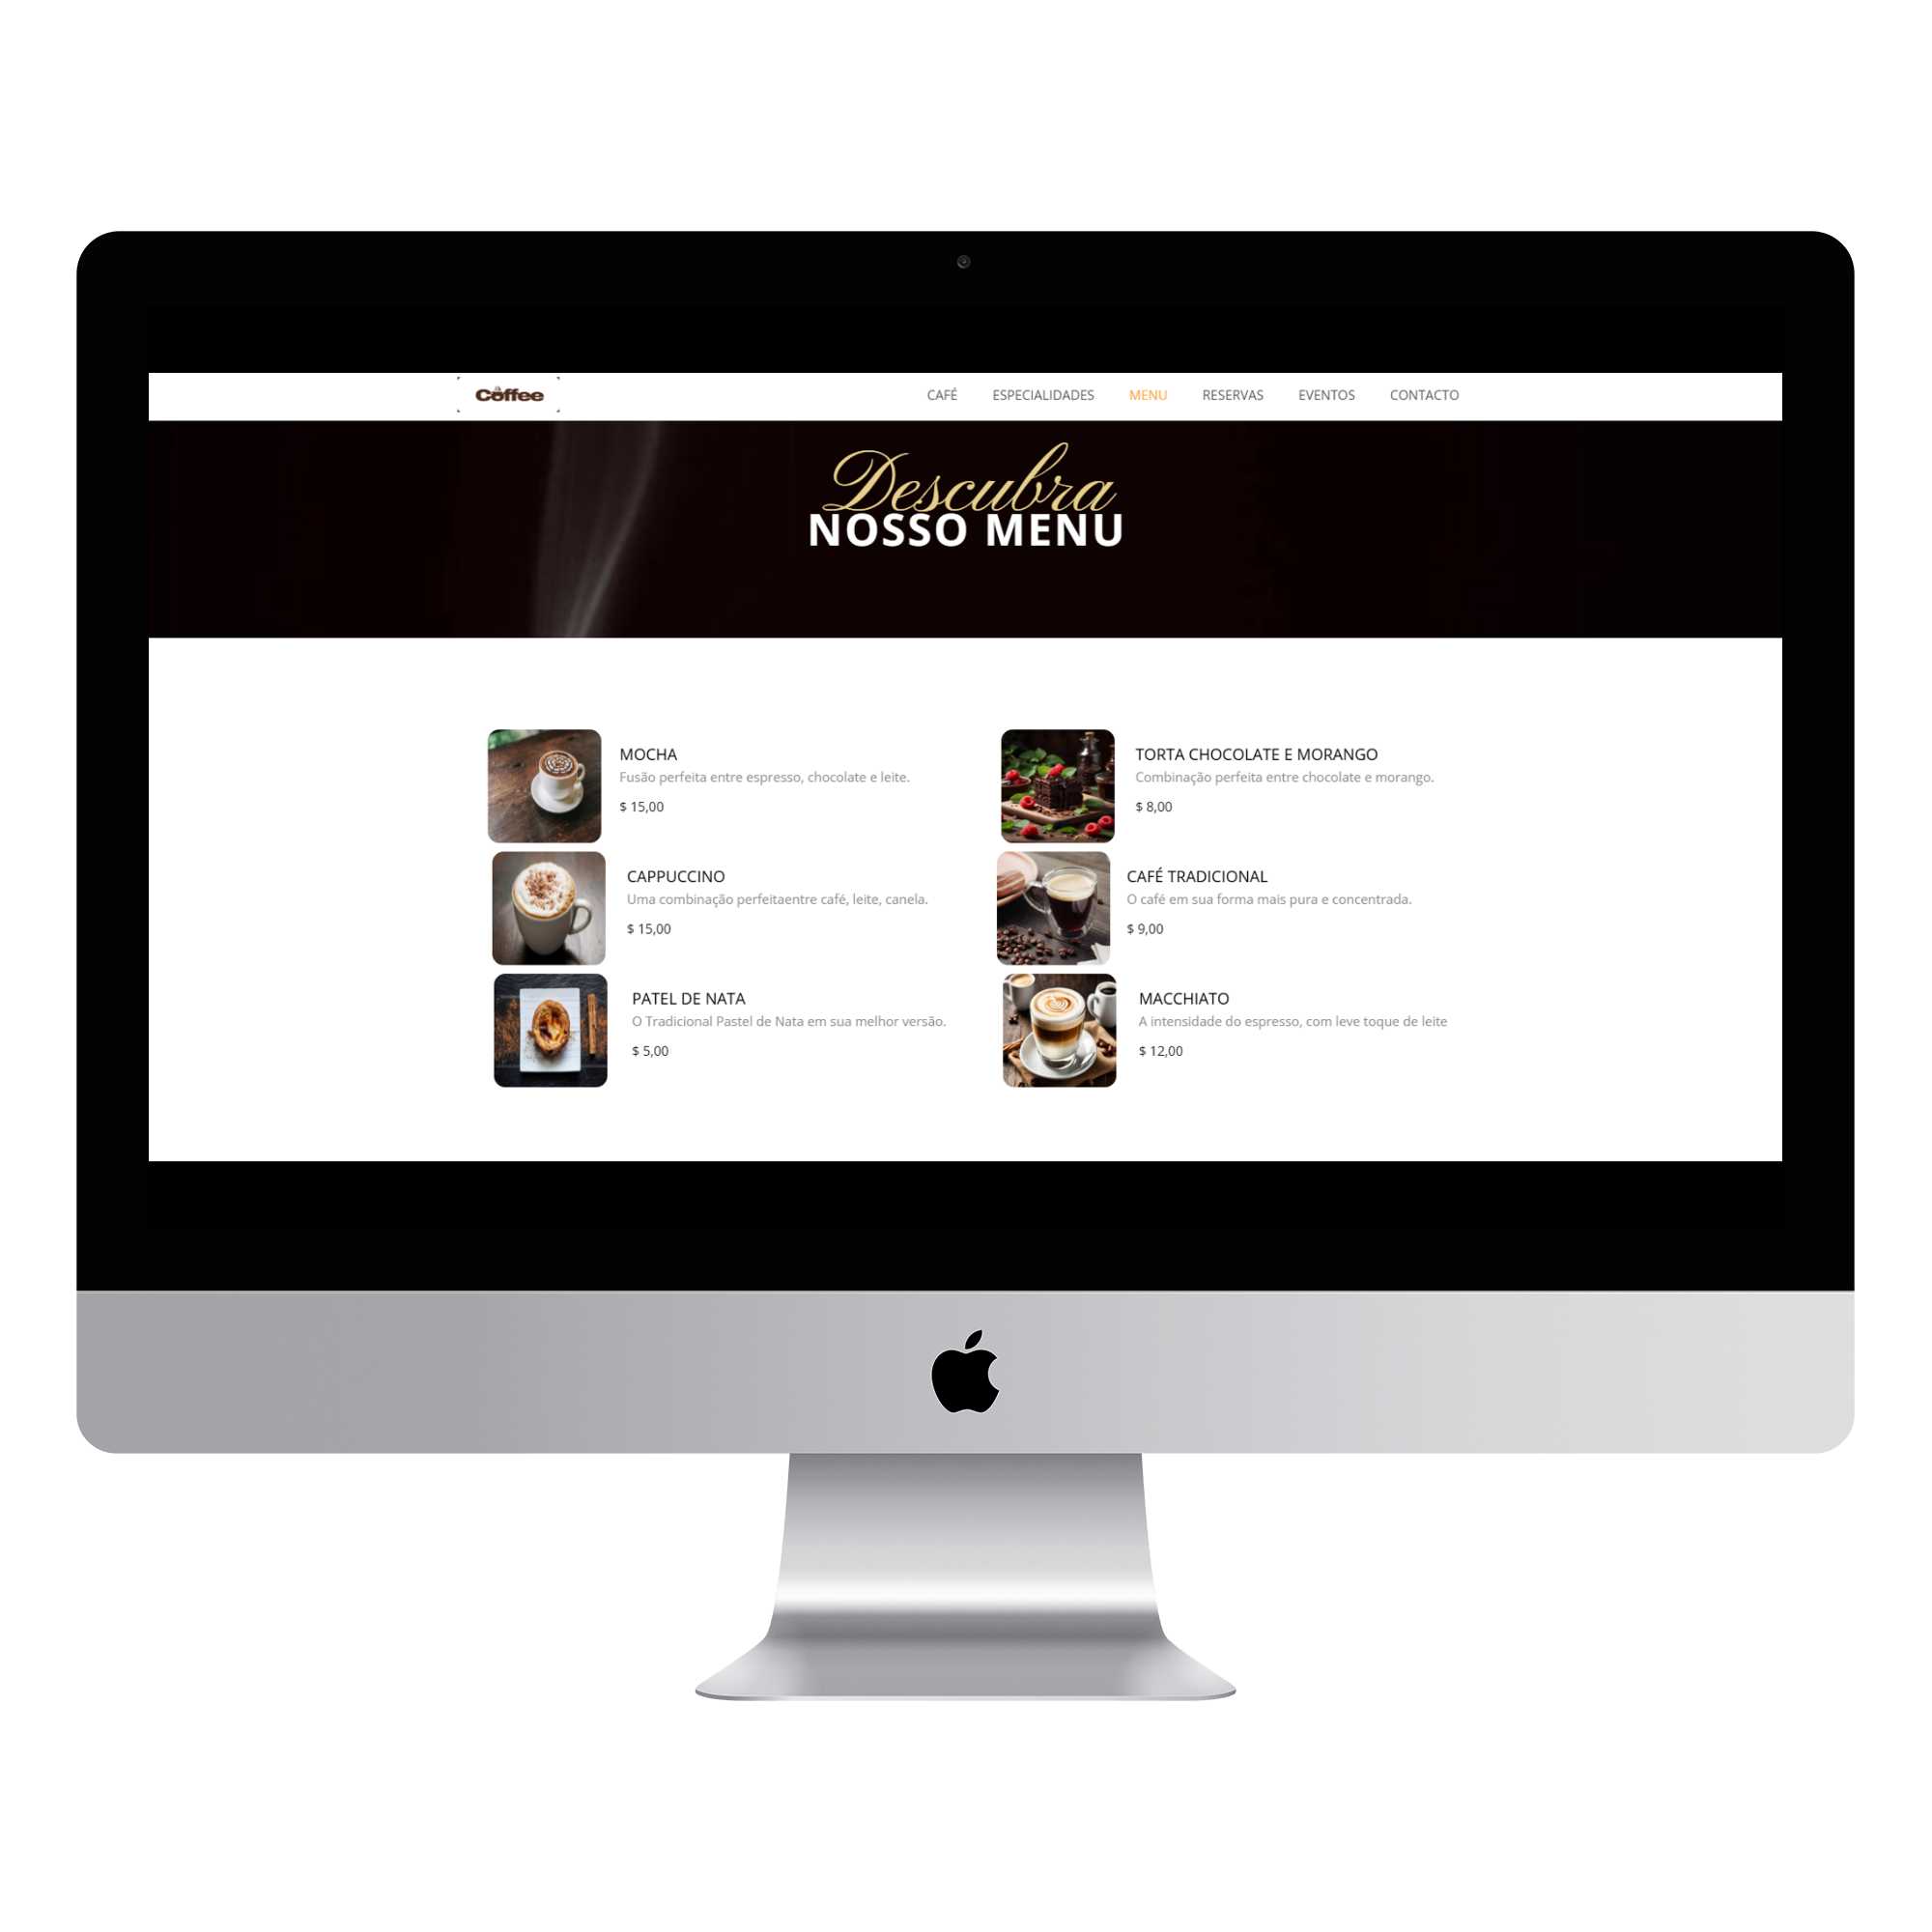 Coffee
CAFÉ ESPECIALIDADES MENU RESERVAS EVENTOS CONTACTO
Descubra
NOSSO MENU
MOCHA
Fusão perfeita entre espresso, chocolate e leite.
$ 15,00
TORTA CHOCOLATE E MORANGO
Combinação perfeita entre chocolate e morango.
$ 8,00
CAPPUCCINO
Uma combinação perfeitaentre café, leite, canela.
$ 15,00
CAFÉ TRADICIONAL
O café em sua forma mais pura e concentrada.
$ 9,00
PATEL DE NATA
O Tradicional Pastel de Nata em sua melhor versão.
$ 5,00
MACCHIATO
A intensidade do espresso, com leve toque de leite
$ 12,00